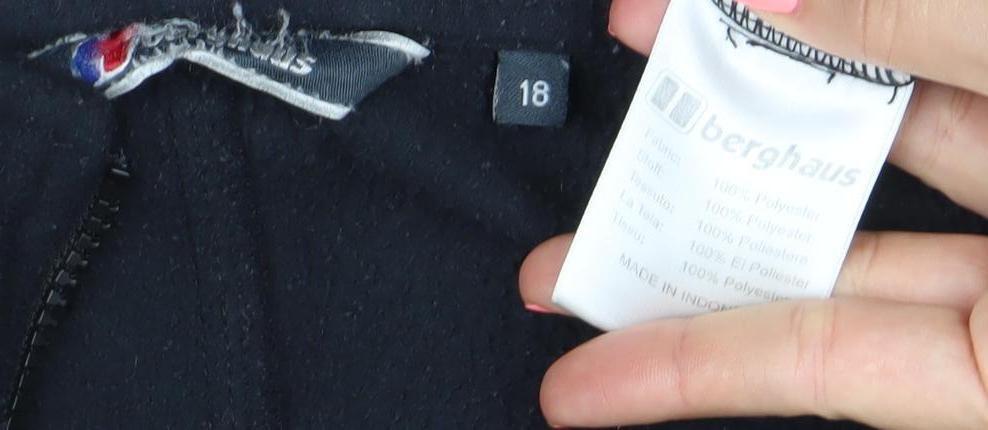 18
berghaus
Fabric:
Stoff:
Tessuto:
La Tela:
Tissu:
100% Polyester
100% Polyester
100% Poliestere
100% El Poliester
100% Polyester
MADE IN